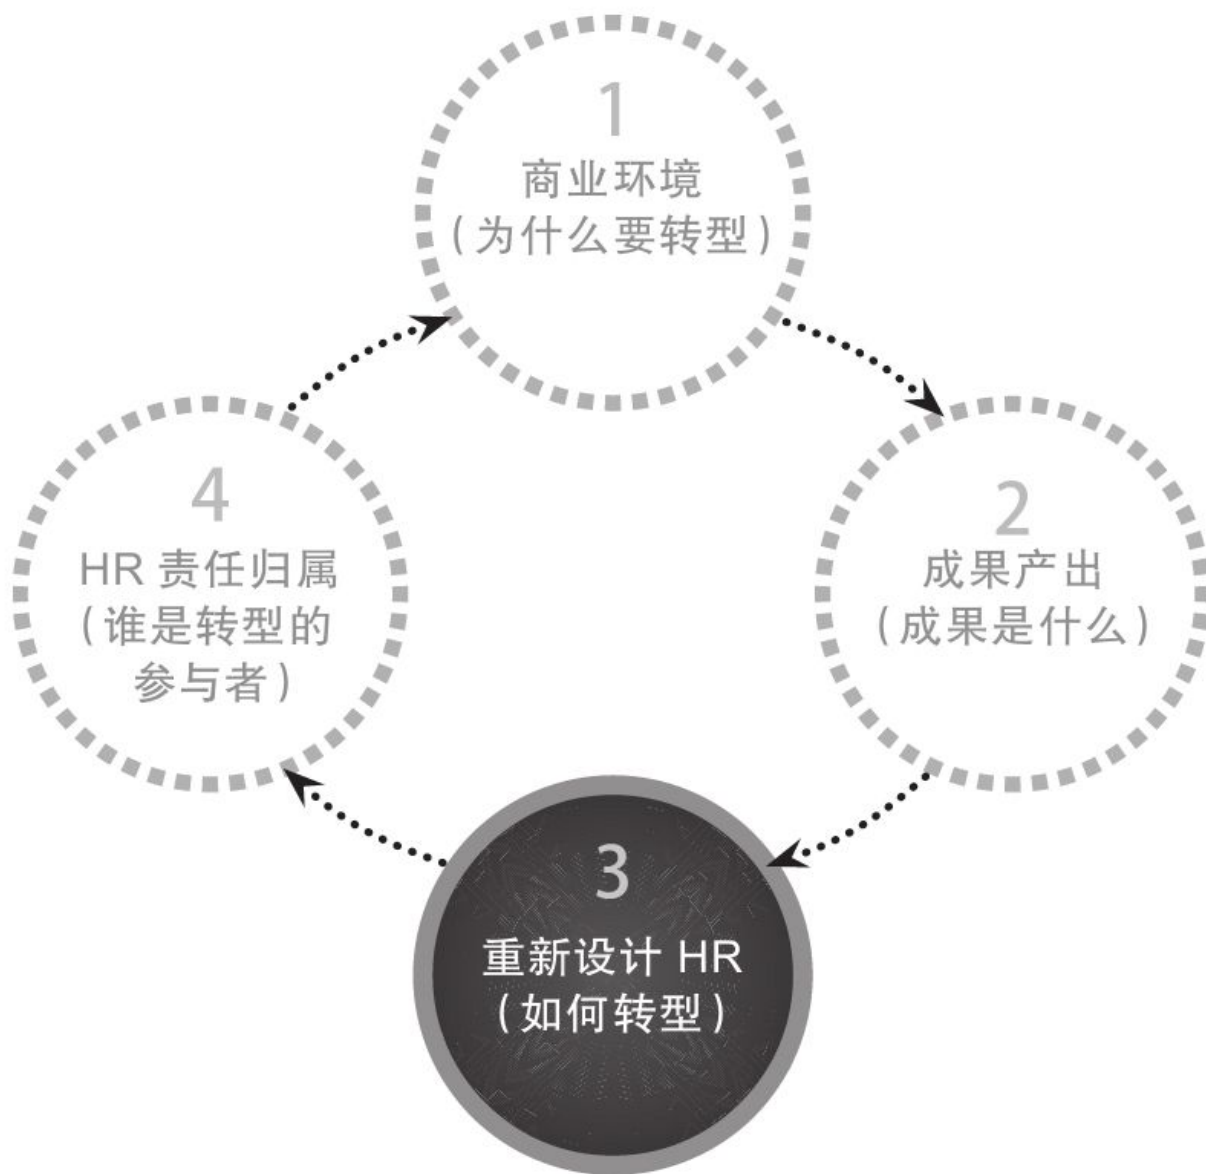 1
商业环境
（为什么要转型）
2
成果产出
（成果是什么）
3
重新设计 HR
（如何转型）
4
HR 责任归属
（谁是转型的
参与者）